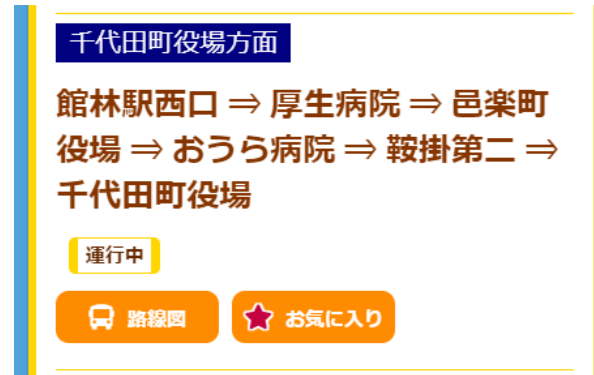 千代田町役場方面
館林駅西口 ⇒ 厚生病院 ⇒ 邑楽町
役場 ⇒ おうら病院 ⇒ 鞍掛第二 ⇒
千代田町役場
運行中
路線図 お気に入り